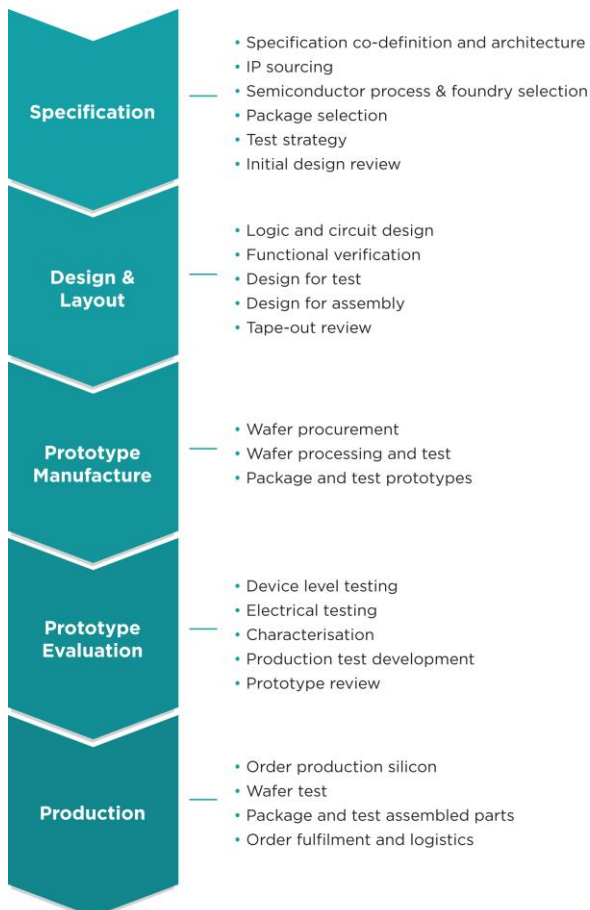 Specification
• Specification co-definition and architecture
• IP sourcing
• Semiconductor process & foundry selection
• Package selection
• Test strategy
• Initial design review
Design &
Layout
• Logic and circuit design
• Functional verification
• Design for test
• Design for assembly
• Tape-out review
Prototype
Manufacture
• Wafer procurement
• Wafer processing and test
• Package and test prototypes
Prototype
Evaluation
• Device level testing
• Electrical testing
• Characterisation
• Production test development
• Prototype review
Production
• Order production silicon
• Wafer test
• Package and test assembled parts
• Order fulfilment and logistics